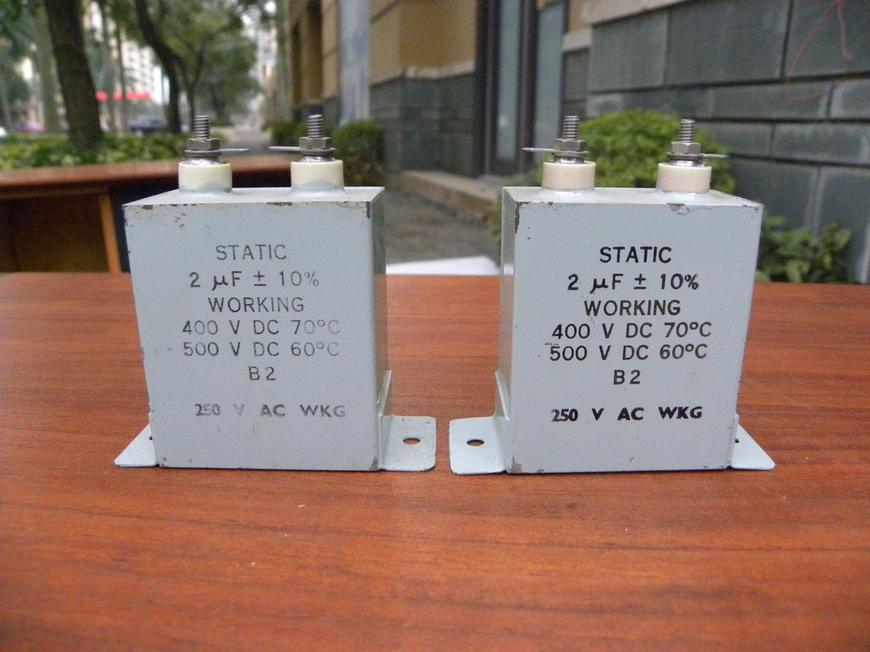 STATIC
2 μF ± 10%
WORKING
400 V DC 70°C
500 V DC 60°C
B2
250 V AC WKG
STATIC
2 μF ± 10%
WORKING
400 V DC 70°C
500 V DC 60°C
B2
250 V AC WKG